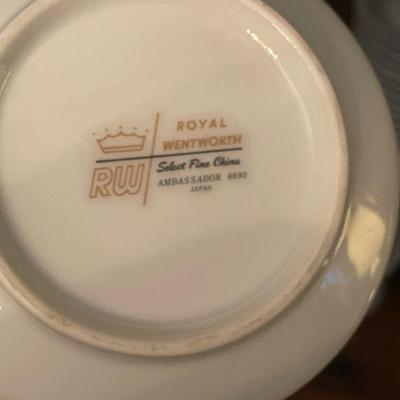 ROYAL
WENTWORTH
RW
Select Fine China
AMBASSADOR 8692
JAPAN